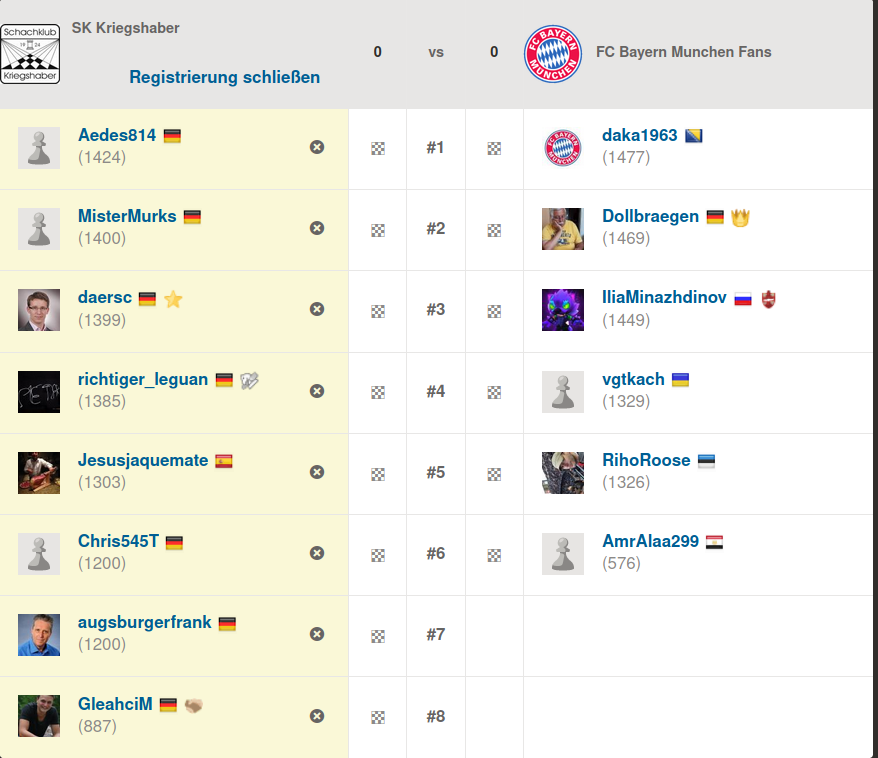 SK Kriegshaber
Schachklub
19 24
Kriegshaber
Registrierung schließen
0 vs 0
FC BAYERN
MÜNCHEN
FC Bayern Munchen Fans
Aedes814
(1424)
#1
daka1963
(1477)
MisterMurks
(1400)
#2
Dollbraegen
(1469)
daersc
(1399)
#3
IliaMinazhdinov
(1449)
richtiger_leguan
(1385)
#4
vgtkach
(1329)
Jesusjaquemate
(1303)
#5
RihoRoose
(1326)
Chris545T
(1200)
#6
AmrAlaa299
(576)
augsburgerfrank
(1200)
#7
GleahciM
(887)
#8